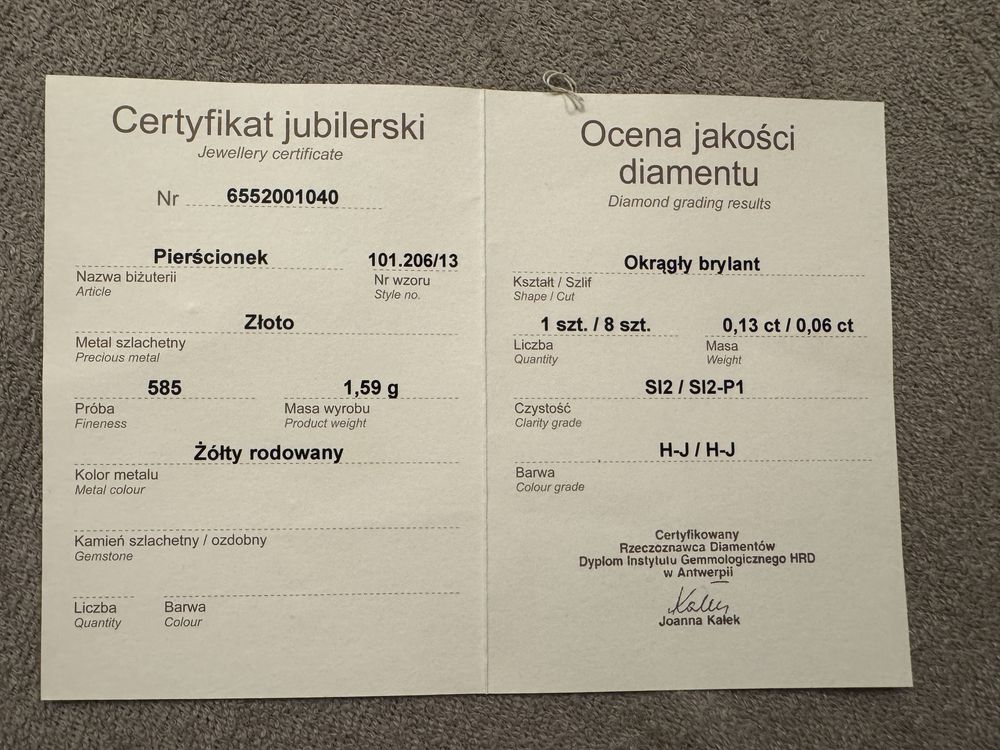 Certyfikat jubilerski
Jewellery certificate
Nr 6552001040
Pierścionek 101.206/13
Nazwa biżuterii Nr wzoru
Article Style no.
Złoto
Metal szlachetny
Precious metal
585 1,59 g
Próba Masa wyrobu
Fineness Product weight
Żółty rodowany
Kolor metalu
Metal colour
Kamień szlachetny / ozdobny
Gemstone
Liczba Barwa
Quantity Colour
Ocena jakości
diamentu
Diamond grading results
Okrągły brylant
Kształt / Szlif
Shape / Cut
1 szt. / 8 szt. 0,13 ct / 0,06 ct
Liczba Masa
Quantity Weight
SI2 / SI2-P1
Czystość
Clarity grade
H-J / H-J
Barwa
Colour grade
Certyfikowany
Rzeczoznawca Diamentów
Dyplom Instytutu Gemmologicznego HRD
w Antwerpii
Joanna Kałek